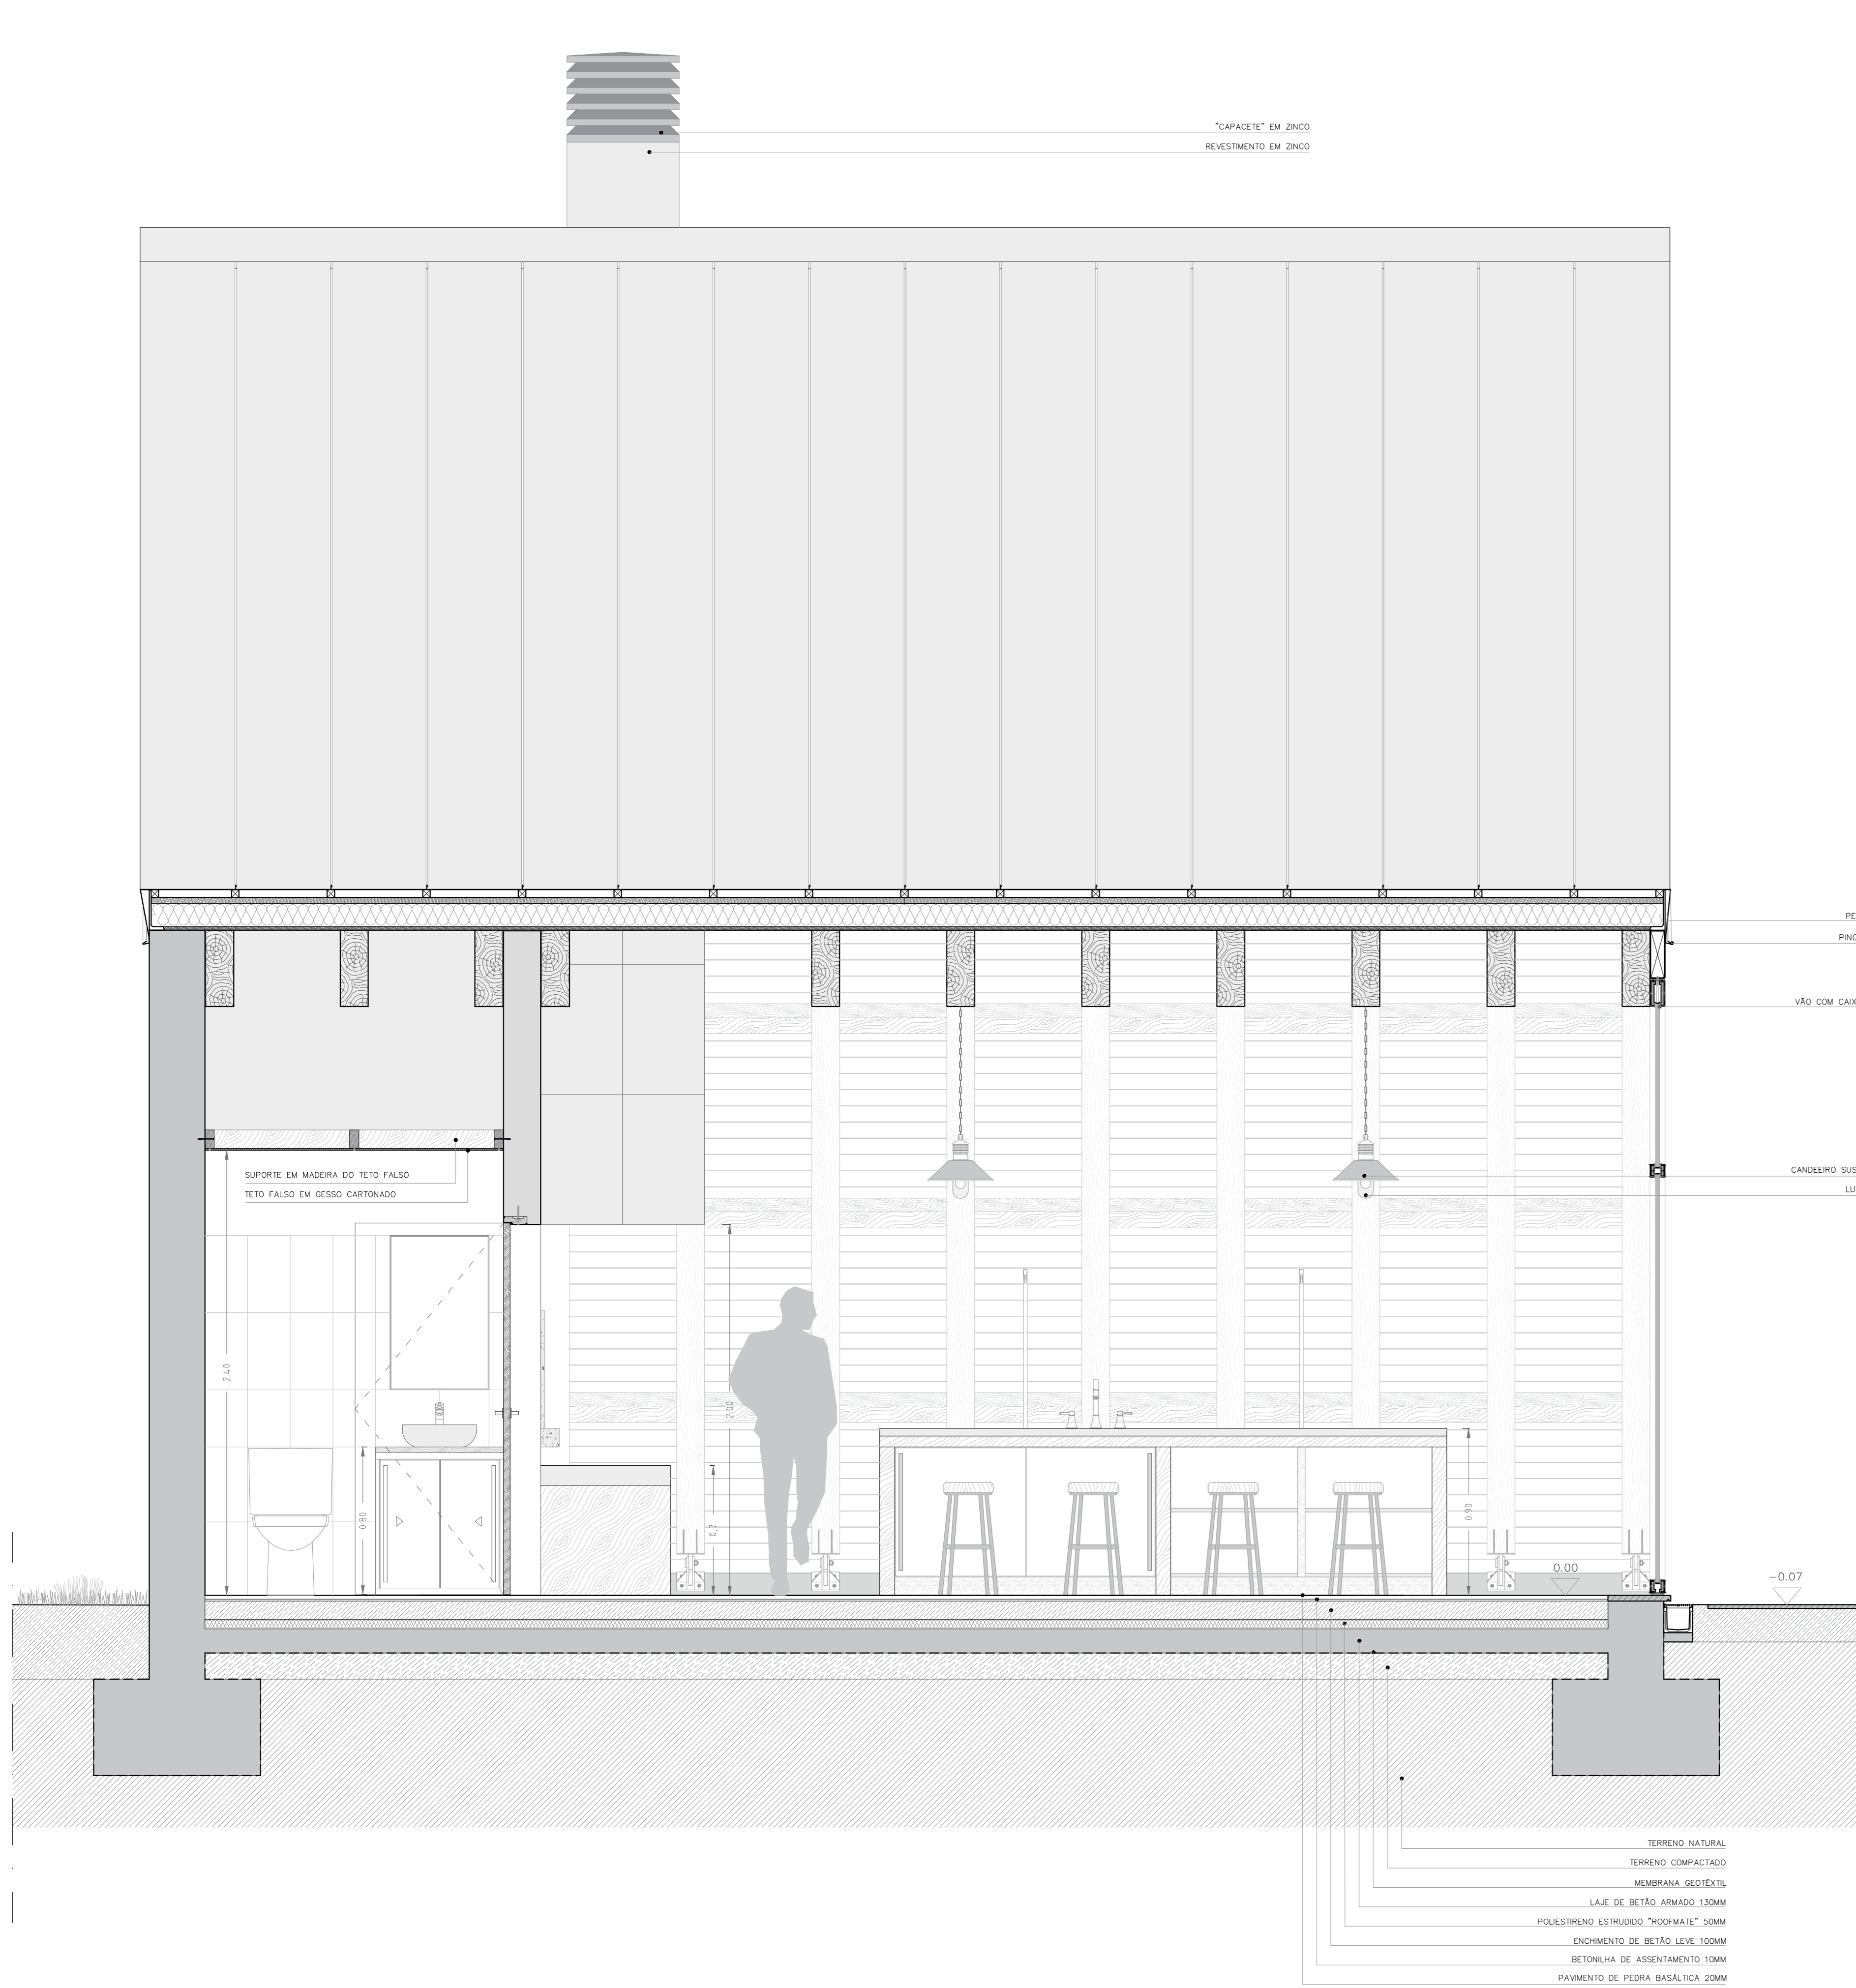 "CAPACETE" EM ZINCO
REVESTIMENTO EM ZINCO
PE
PING
VÃO COM CAIX
SUPORTE EM MADEIRA DO TETO FALSO
CANDEEIRO SUS
TETO FALSO EM GESSO CARTONADO
LU
2.40
2.00
0.80
0,7
0.90
0.00
-0.07
TERRENO NATURAL
TERRENO COMPACTADO
MEMBRANA GEOTÊXTIL
LAJE DE BETÃO ARMADO 130MM
POLIESTIRENO ESTRUDIDO "ROOFMATE" 50MM
ENCHIMENTO DE BETÃO LEVE 100MM
BETONILHA DE ASSENTAMENTO 10MM
PAVIMENTO DE PEDRA BASÁLTICA 20MM